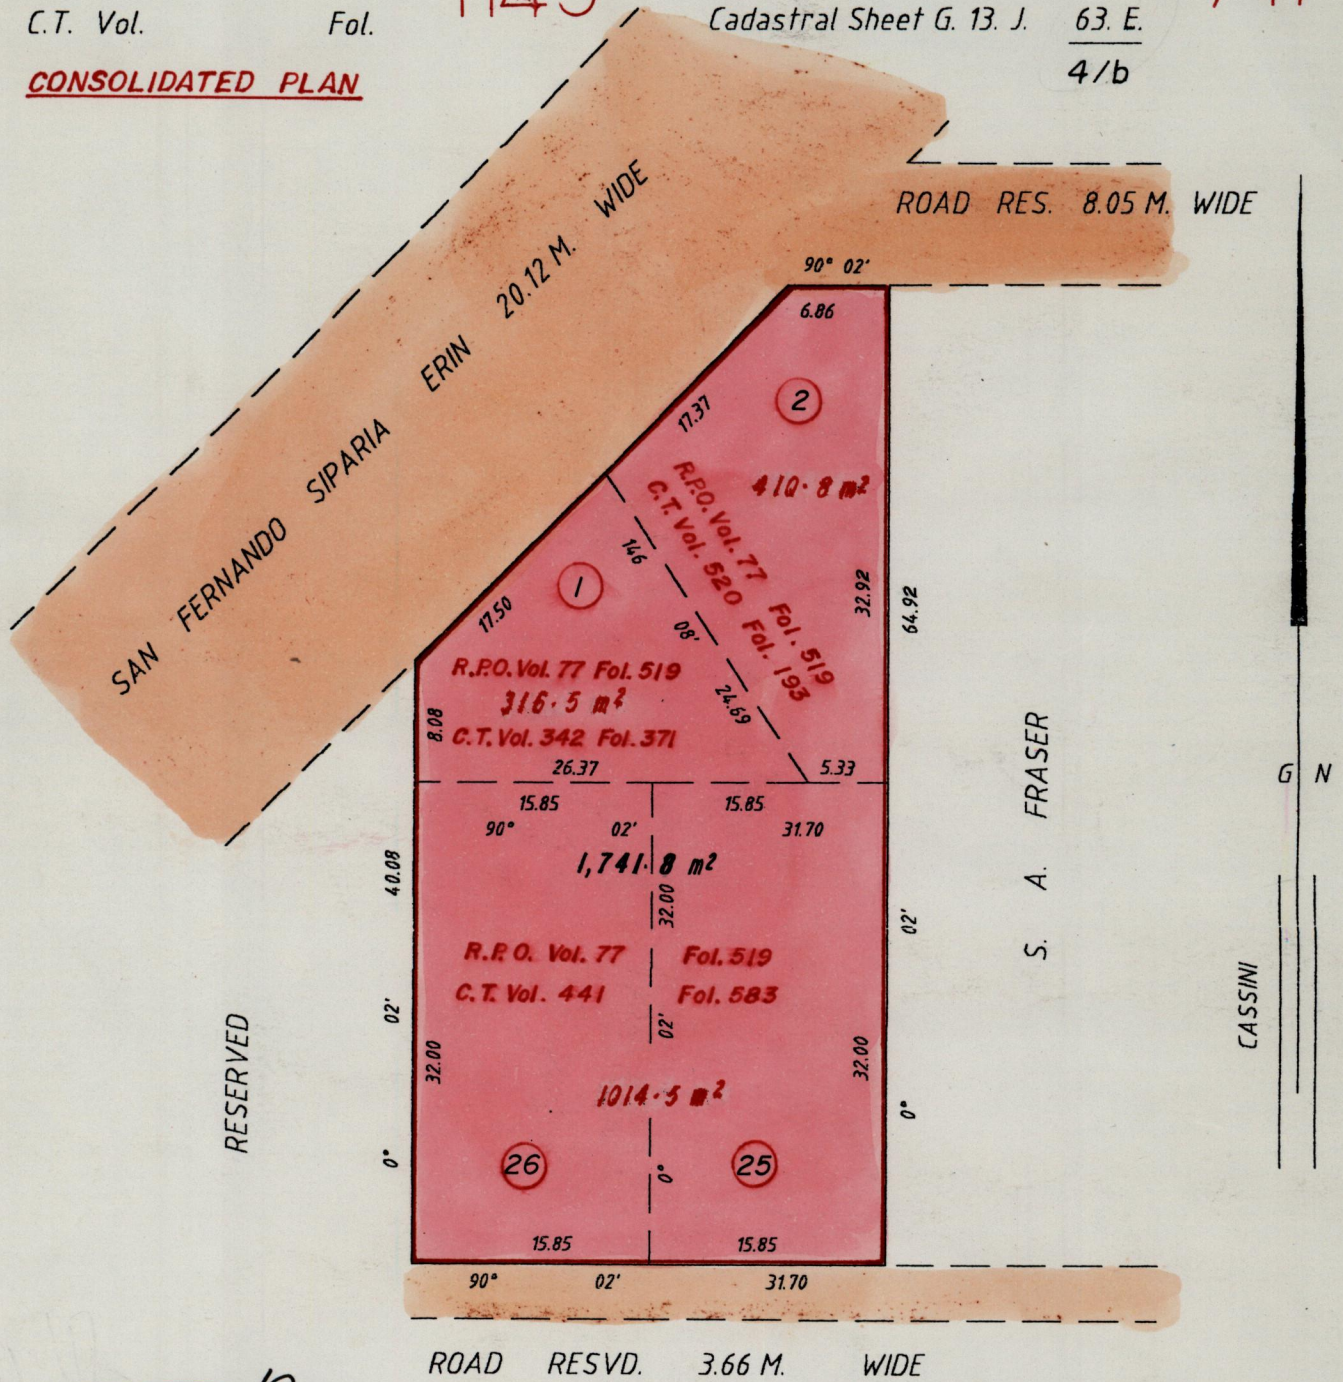 C.T. Vol. Fol.
Cadastral Sheet G. 13. J. 63. E.
4/b
CONSOLIDATED PLAN
SAN FERNANDO SIPARIA ERIN 20.12 M. WIDE
ROAD RES. 8.05 M. WIDE
90° 02'
6.86
2
17.37
410.8 m²
R.P.O. Vol. 77 Fol. 519
C.T. Vol. 520 Fol. 193
146 08' 24.69
32.92
64.92
02'
0°
1
17.50
R.P.O. Vol. 77 Fol. 519
316.5 m²
C.T. Vol. 342 Fol. 371
8.08
26.37 5.33
15.85 15.85
90° 02' 31.70
1,741.8 m²
40.08
02'
0°
32.00
R.P.O. Vol. 77 Fol. 519
C.T. Vol. 441 Fol. 583
32.00
02'
0°
32.00
1014.5 m²
26 25
15.85 15.85
90° 02' 31.70
ROAD RESVD. 3.66 M. WIDE
RESERVED
S. A. FRASER
G N
CASSINI